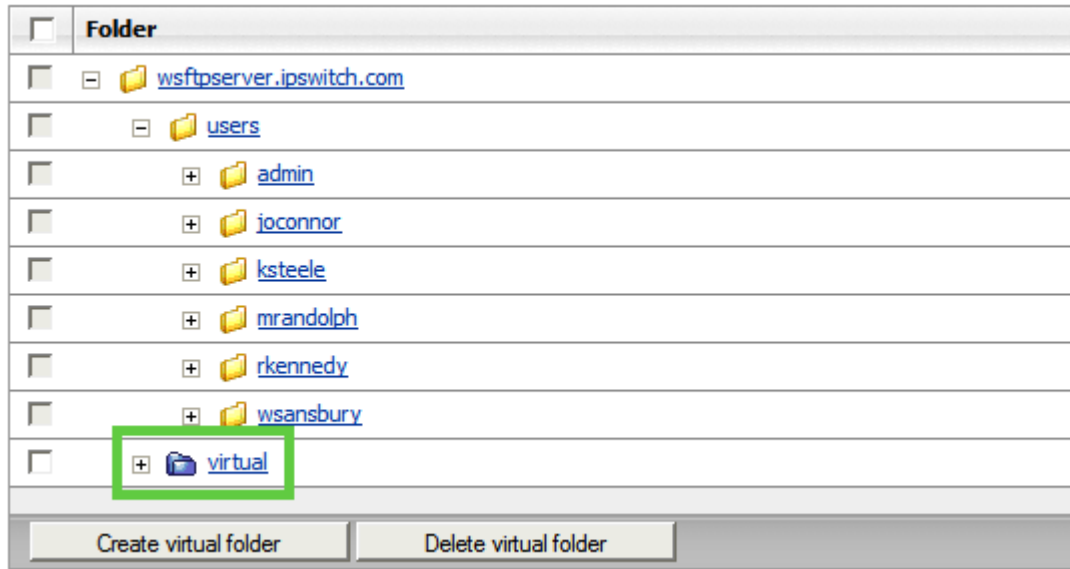 Folder
wsftpserver.ipswitch.com
users
admin
joconnor
ksteele
mrandolph
rkennedy
wsansbury
virtual
Create virtual folder Delete virtual folder